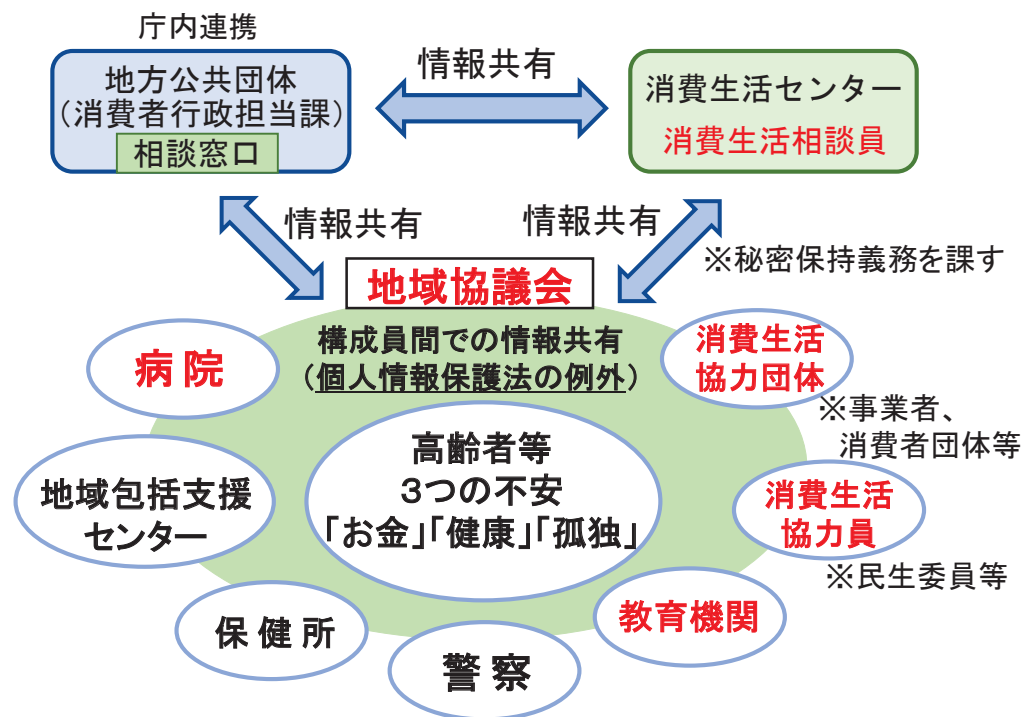 庁内連携
地方公共団体
（消費者行政担当課）
相談窓口
情報共有
消費生活センター
消費生活相談員
情報共有
情報共有
※秘密保持義務を課す
地域協議会
構成員間での情報共有
（個人情報保護法の例外）
病院
消費生活
協力団体
※事業者、
消費者団体等
高齢者等
3つの不安
「お金」「健康」「孤独」
地域包括支援
センター
消費生活
協力員
※民生委員等
保健所
教育機関
警察